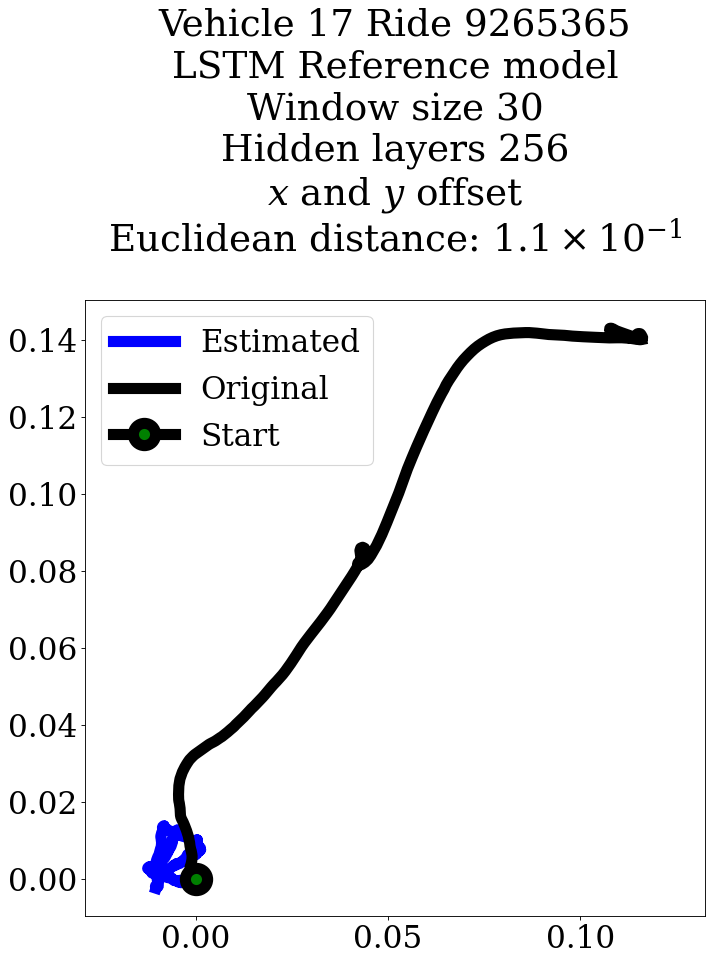 Vehicle 17 Ride 9265365
LSTM Reference model
Window size 30
Hidden layers 256
x and y offset
Euclidean distance: 1.1 × 10⁻¹
Estimated
Original
Start
0.14
0.12
0.10
0.08
0.06
0.04
0.02
0.00
0.00 0.05 0.10